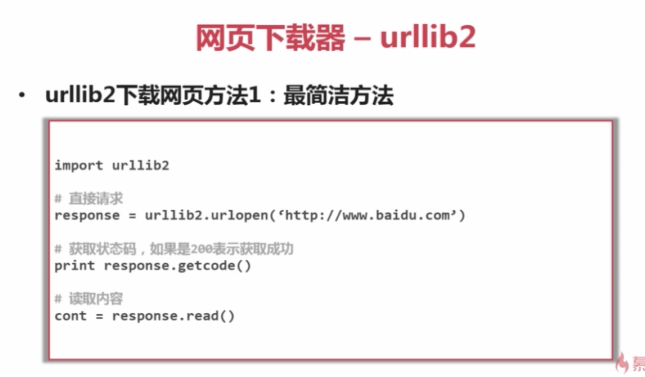 网页下载器 – urllib2
• urllib2下载网页方法1：最简洁方法
import urllib2
# 直接请求
response = urllib2.urlopen(‘http://www.baidu.com’)
# 获取状态码，如果是200表示获取成功
print response.getcode()
# 读取内容
cont = response.read()